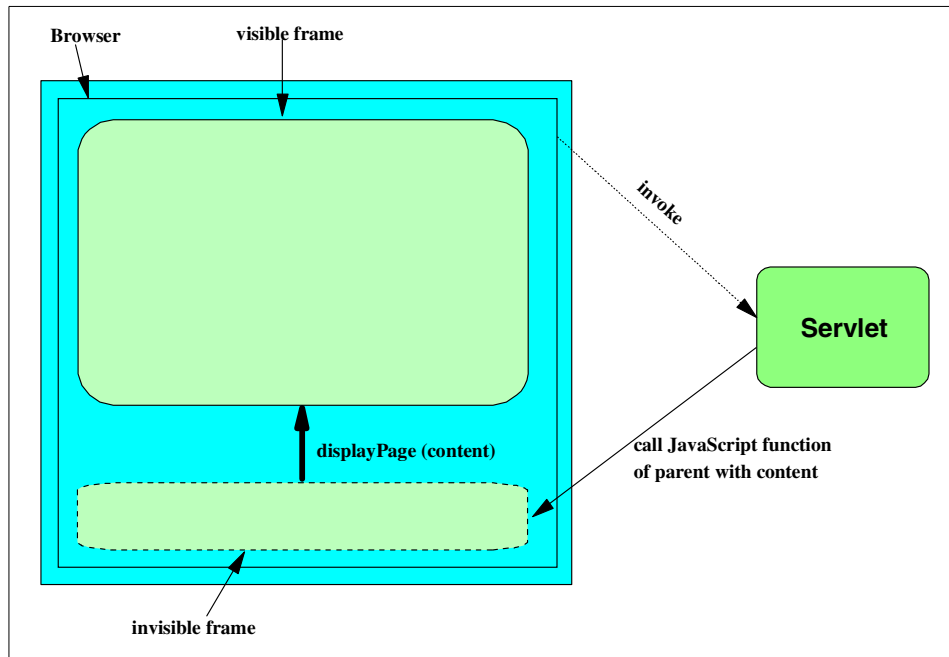 Browser
visible frame
invoke
Servlet
displayPage (content)
call JavaScript function
of parent with content
invisible frame